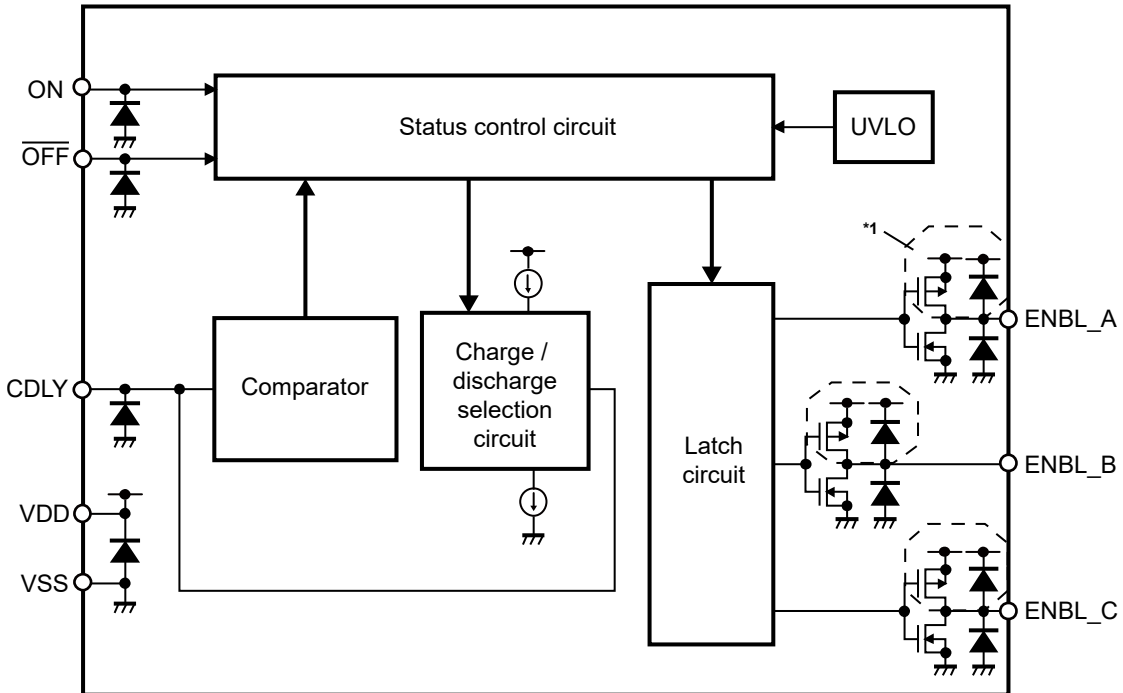 ON
Status control circuit
UVLO
OFF
*1
ENBL_A
Charge /
discharge
selection
circuit
CDLY
Comparator
Latch
circuit
ENBL_B
VDD
VSS
ENBL_C